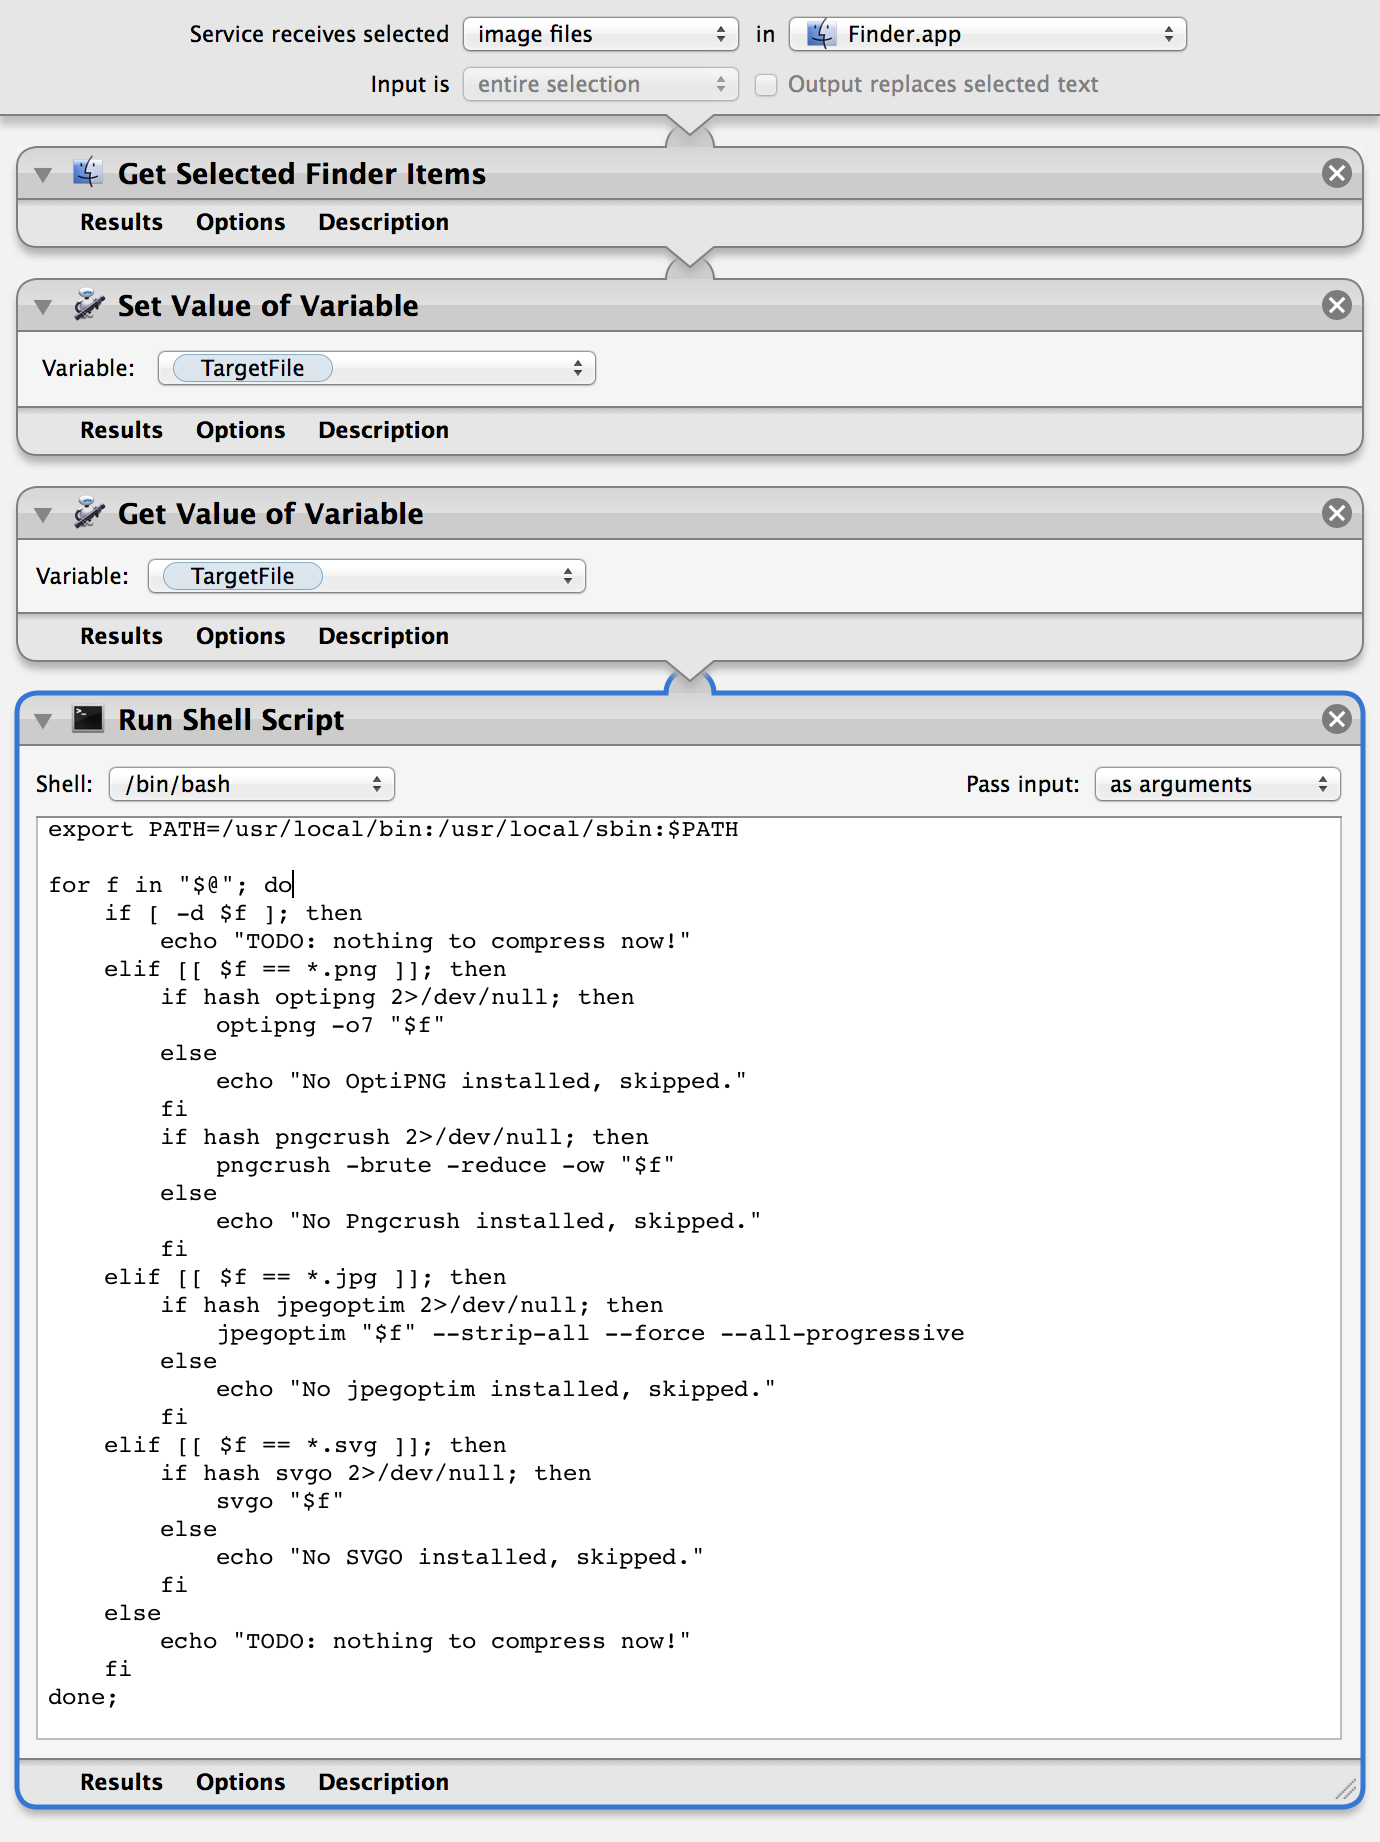 Service receives selected image files in Finder.app
Input is entire selection Output replaces selected text
Get Selected Finder Items
Results Options Description
Set Value of Variable
Variable: TargetFile
Results Options Description
Get Value of Variable
Variable: TargetFile
Results Options Description
Run Shell Script
Shell: /bin/bash Pass input: as arguments
export PATH=/usr/local/bin:/usr/local/sbin:$PATH
for f in "$@"; do
    if [ -d $f ]; then
        echo "TODO: nothing to compress now!"
    elif [[ $f == *.png ]]; then
        if hash optipng 2>/dev/null; then
            optipng -o7 "$f"
        else
            echo "No OptiPNG installed, skipped."
        fi
        if hash pngcrush 2>/dev/null; then
            pngcrush -brute -reduce -ow "$f"
        else
            echo "No Pngcrush installed, skipped."
        fi
    elif [[ $f == *.jpg ]]; then
        if hash jpegoptim 2>/dev/null; then
            jpegoptim "$f" --strip-all --force --all-progressive
        else
            echo "No jpegoptim installed, skipped."
        fi
    elif [[ $f == *.svg ]]; then
        if hash svgo 2>/dev/null; then
            svgo "$f"
        else
            echo "No SVGO installed, skipped."
        fi
    else
        echo "TODO: nothing to compress now!"
    fi
done;
Results Options Description